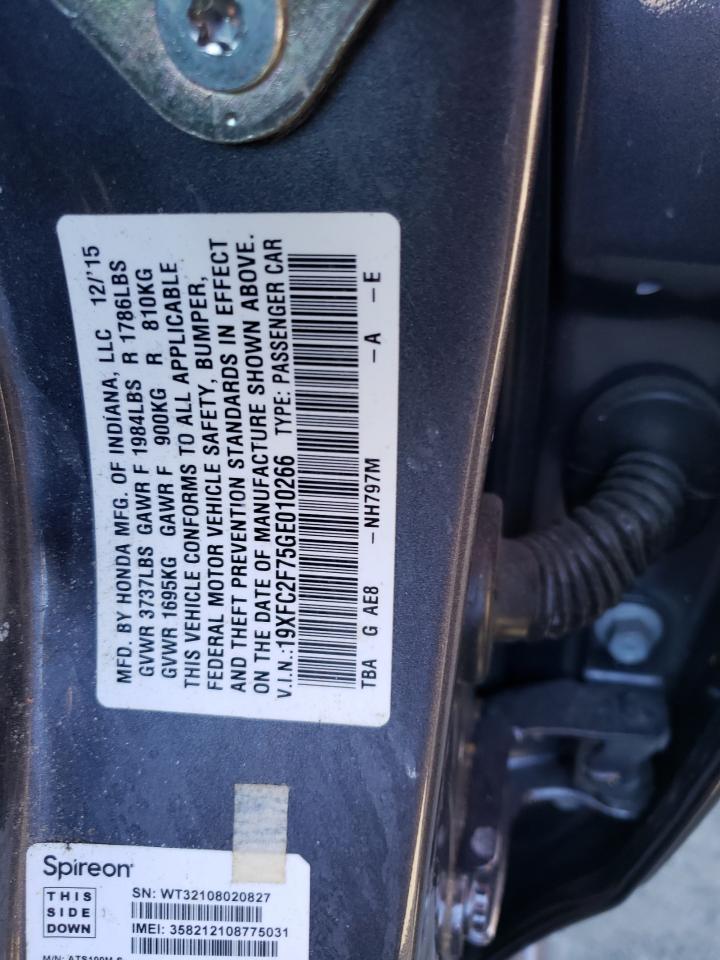 MFD. BY HONDA MFG. OF INDIANA, LLC 12/'15
GVWR 3737LBS GAWR F 1984LBS R 1786LBS
GVWR 1695KG GAWR F 900KG R 810KG
THIS VEHICLE CONFORMS TO ALL APPLICABLE
FEDERAL MOTOR VEHICLE SAFETY, BUMPER,
AND THEFT PREVENTION STANDARDS IN EFFECT
ON THE DATE OF MANUFACTURE SHOWN ABOVE.
V.I.N.:19XFC2F75GE010266 TYPE: PASSENGER CAR
TBA G AE8 -NH797M -A -E
Spireon
THIS
SIDE
DOWN
SN: WT32108020827
IMEI: 358212108775031